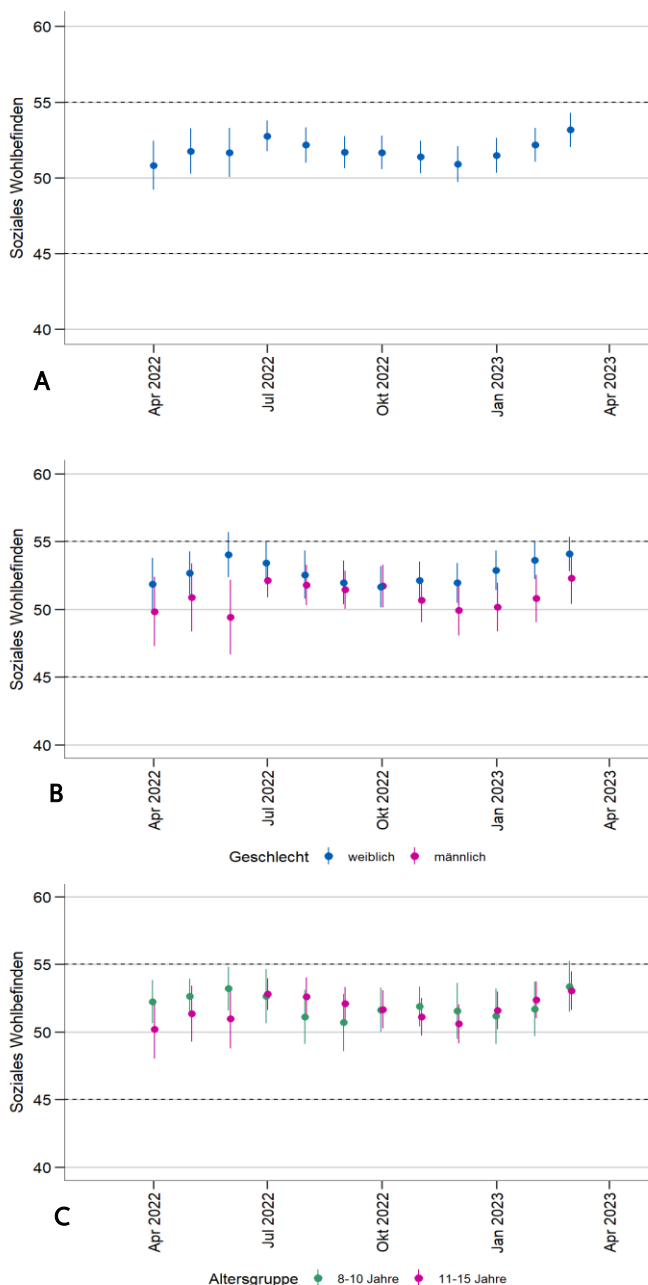 60
55
50
45
40
Soziales Wohlbefinden
Apr 2022
Jul 2022
Okt 2022
Jan 2023
Apr 2023
A
60
55
50
45
40
Soziales Wohlbefinden
Apr 2022
Jul 2022
Okt 2022
Jan 2023
Apr 2023
B
Geschlecht weiblich männlich
60
55
50
45
40
Soziales Wohlbefinden
Apr 2022
Jul 2022
Okt 2022
Jan 2023
Apr 2023
C
Altersgruppe 8-10 Jahre 11-15 Jahre